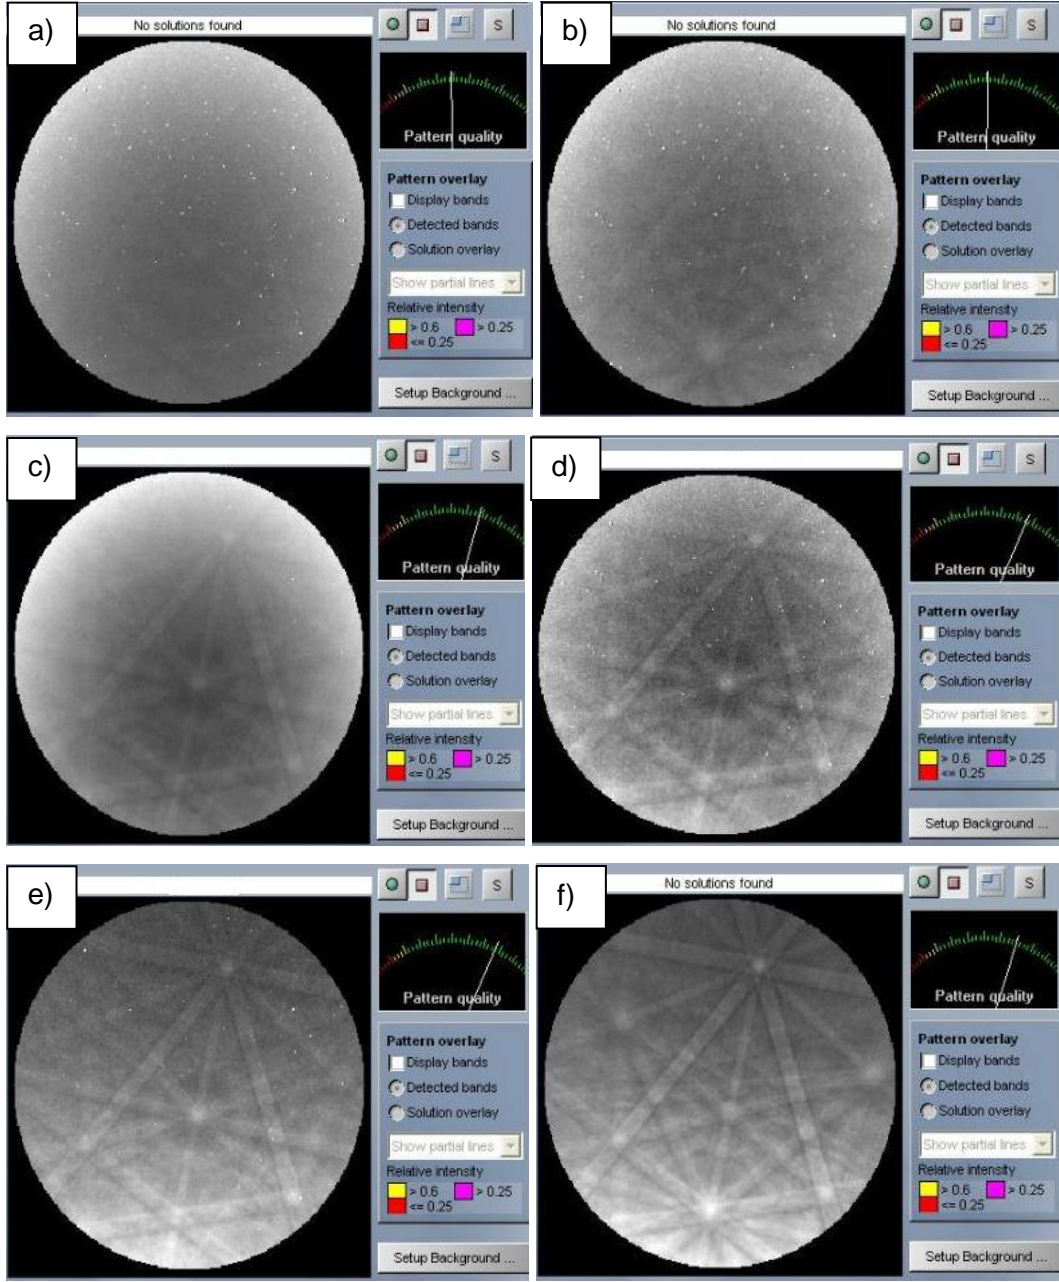 a)
No solutions found
S
Pattern quality
Pattern overlay
Display bands
Detected bands
Solution overlay
Show partial lines
Relative intensity
> 0.6 > 0.25
<= 0.25
Setup Background ...
b)
No solutions found
S
Pattern quality
Pattern overlay
Display bands
Detected bands
Solution overlay
Show partial lines
Relative intensity
> 0.6 > 0.25
<= 0.25
Setup Background ...
c)
S
Pattern quality
Pattern overlay
Display bands
Detected bands
Solution overlay
Show partial lines
Relative intensity
> 0.6 > 0.25
<= 0.25
Setup Background ...
d)
S
Pattern quality
Pattern overlay
Display bands
Detected bands
Solution overlay
Show partial lines
Relative intensity
> 0.6 > 0.25
<= 0.25
Setup Background ...
e)
S
Pattern quality
Pattern overlay
Display bands
Detected bands
Solution overlay
Show partial lines
Relative intensity
> 0.6 > 0.25
<= 0.25
Setup Background ...
f)
No solutions found
S
Pattern quality
Pattern overlay
Display bands
Detected bands
Solution overlay
Show partial lines
Relative intensity
> 0.6 > 0.25
<= 0.25
Setup Background ...